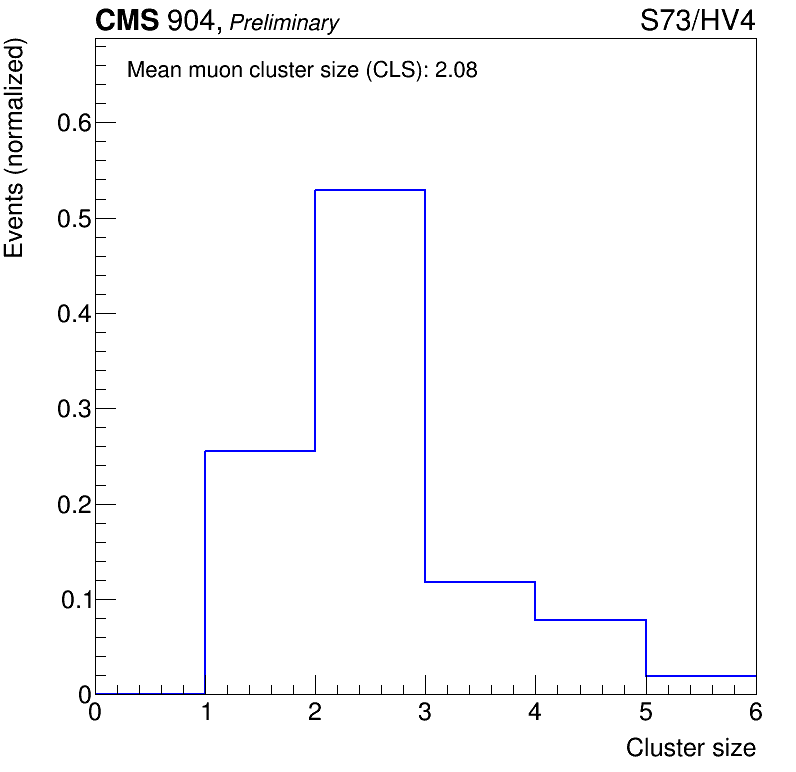 CMS 904, Preliminary S73/HV4
Mean muon cluster size (CLS): 2.08
Events (normalized)
0.6
0.5
0.4
0.3
0.2
0.1
0
0 1 2 3 4 5 6
Cluster size